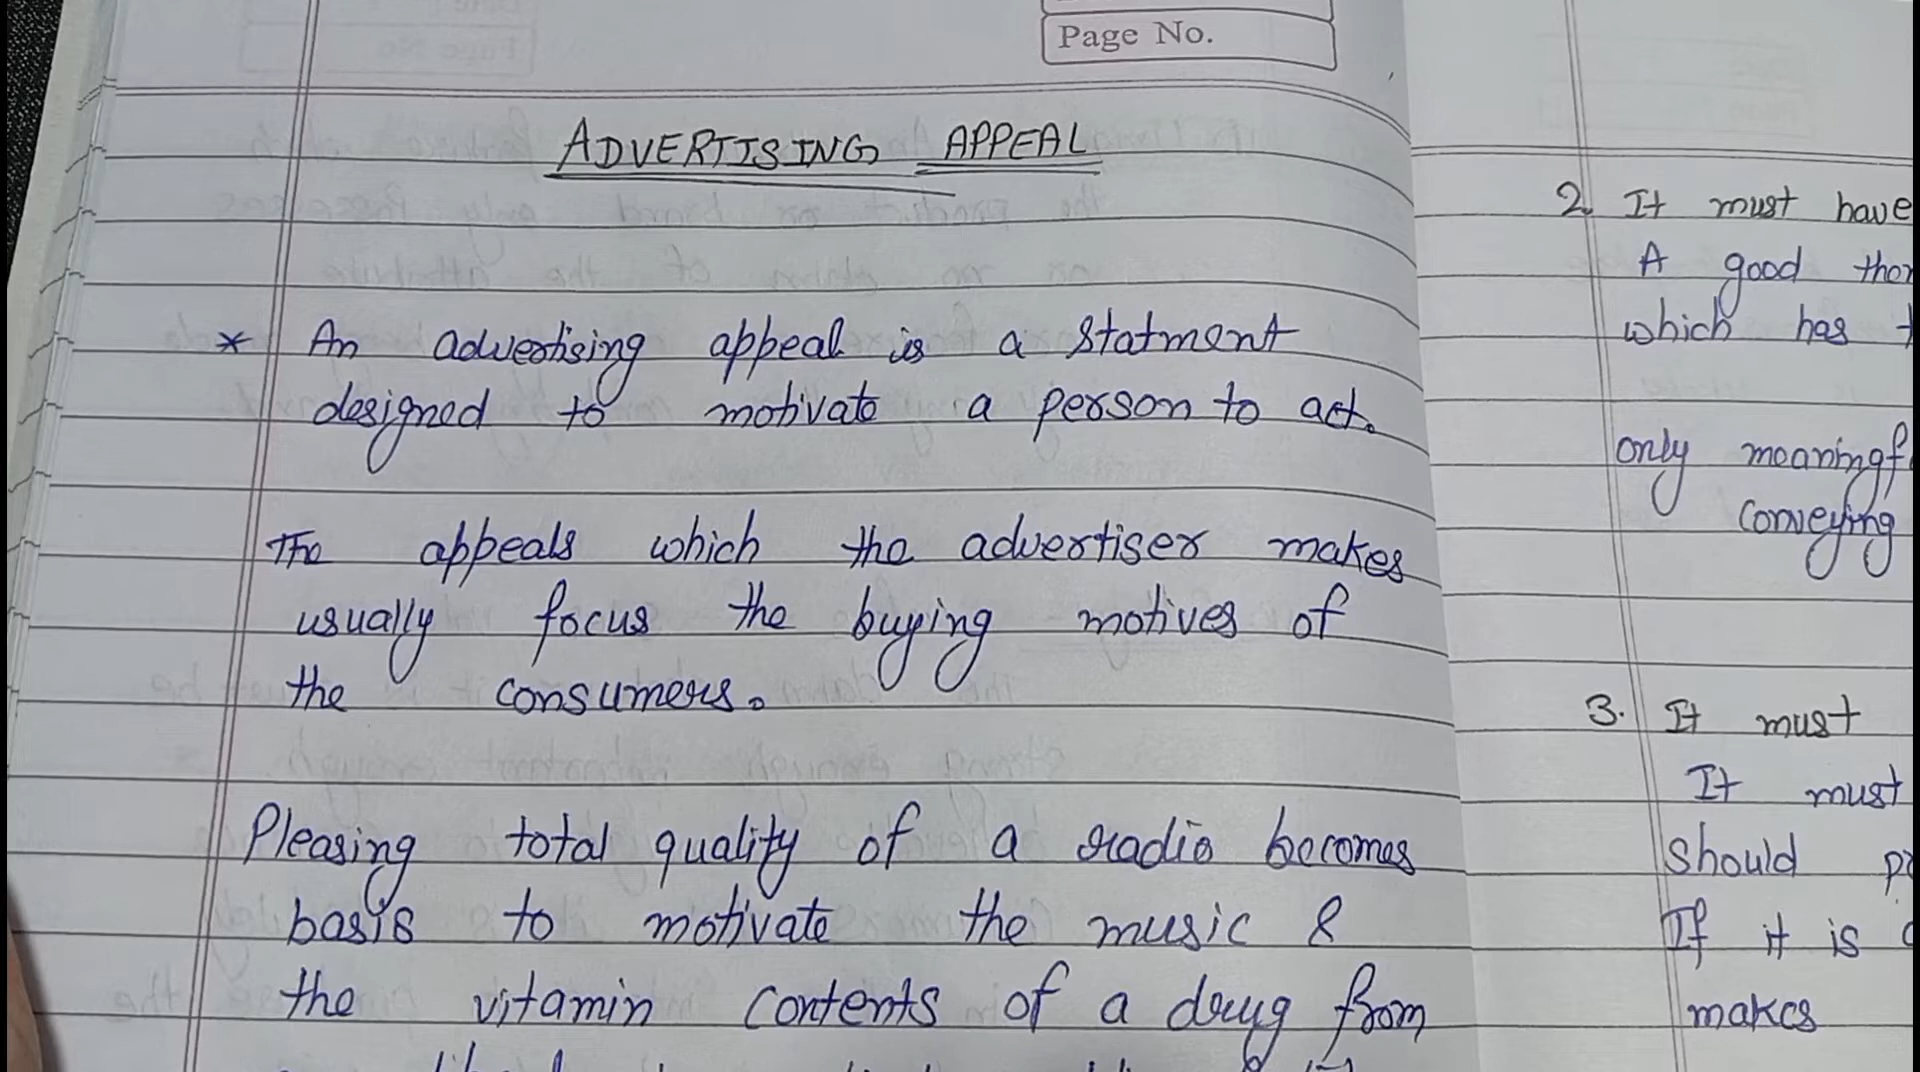 Page No.
ADVERTISING APPEAL
* An advertising appeal is a statment
designed to motivate a person to act.
The appeals which the advertiser makes
usually focus the buying motives of
the consumers.
Pleasing total quality of a radio becomes
basis to motivate the music &
the vitamin contents of a drug from
2. It must have
A good
which has
only
conveying
3. It must
It must
should
If it is
makes